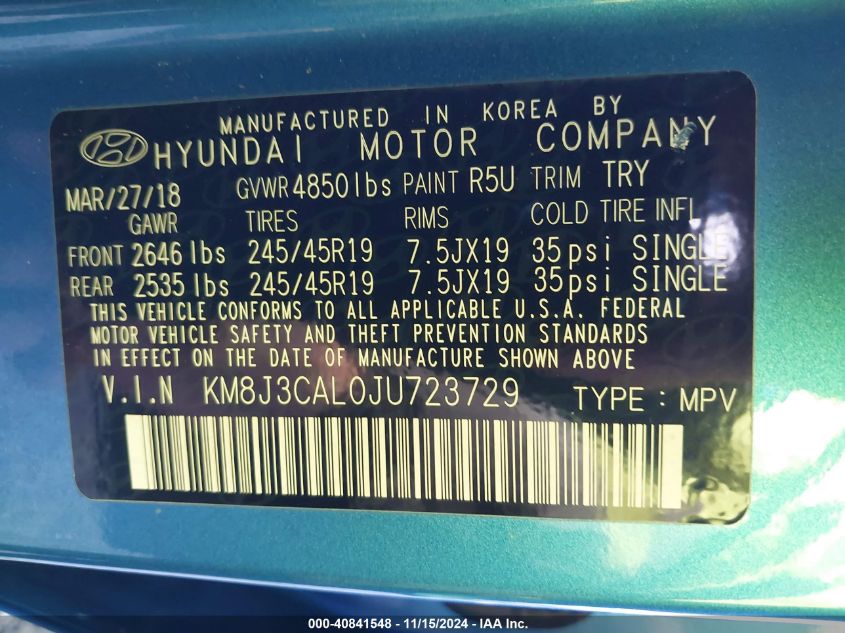 MANUFACTURED IN KOREA BY
HYUNDAI MOTOR COMPANY
MAR/27/18 GVWR 4850lbs PAINT R5U TRIM TRY
GAWR TIRES RIMS COLD TIRE INFL
FRONT 2646 lbs 245/45R19 7.5JX19 35psi SINGLE
REAR 2535 lbs 245/45R19 7.5JX19 35psi SINGLE
THIS VEHICLE CONFORMS TO ALL APPLICABLE U.S.A. FEDERAL
MOTOR VEHICLE SAFETY AND THEFT PREVENTION STANDARDS
IN EFFECT ON THE DATE OF MANUFACTURE SHOWN ABOVE
V.I.N KM8J3CAL0JU723729 TYPE : MPV
000-40841548 - 11/15/2024 - IAA Inc.